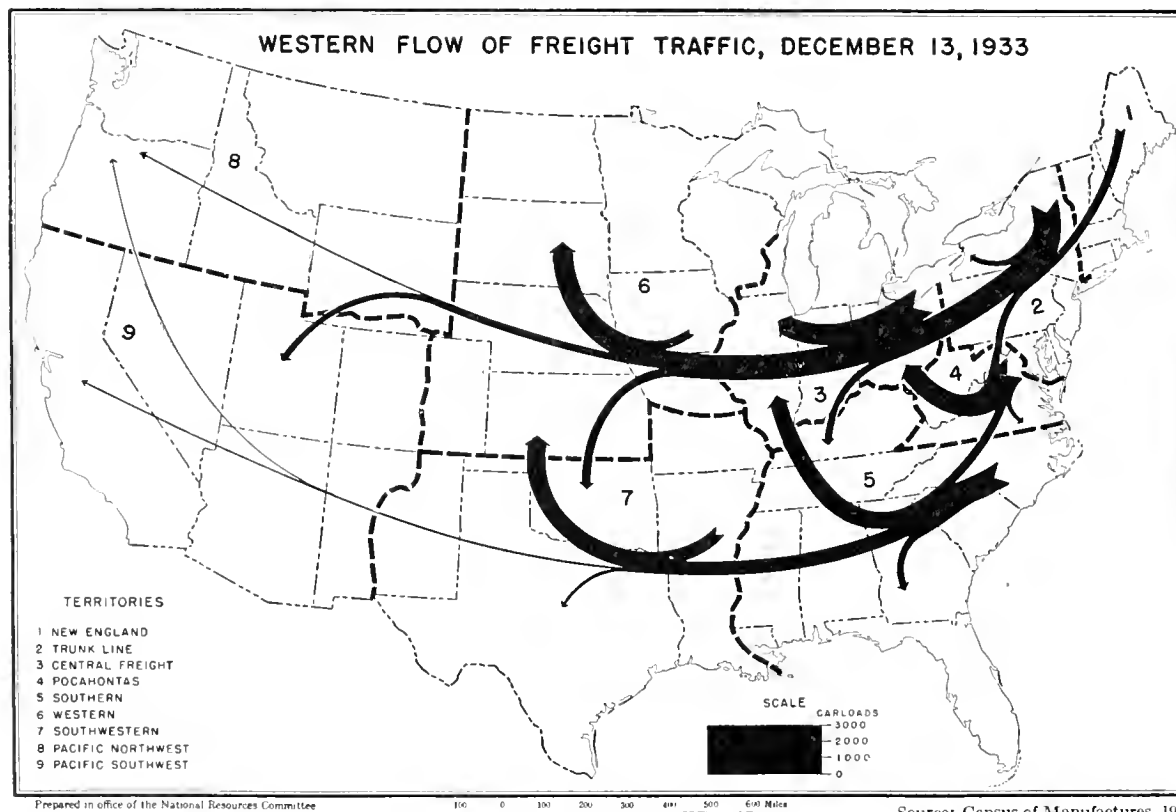 WESTERN FLOW OF FREIGHT TRAFFIC, DECEMBER 13, 1933
8
6
9
2
4
3
5
7
TERRITORIES
1 NEW ENGLAND
2 TRUNK LINE
3 CENTRAL FREIGHT
4 POCAHONTAS
5 SOUTHERN
6 WESTERN
7 SOUTHWESTERN
8 PACIFIC NORTHWEST
9 PACIFIC SOUTHWEST
SCALE
CARLOADS
3000
2000
1000
0
Prepared in office of the National Resources Committee
100 0 100 200 300 400 500 600 Miles
Source: Census of Manufactures, 19